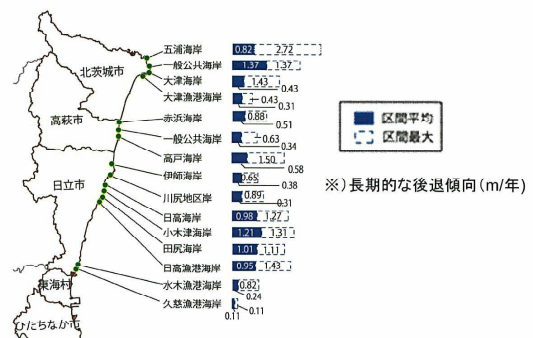 五浦海岸
0.82 2.72
一般公共海岸
1.37 1.37
北茨城市
大津海岸
1.43
0.43
大津漁港海岸
0.43
0.31
赤浜海岸
0.88
0.51
高萩市
一般公共海岸
0.63
0.34
高戸海岸
1.50
0.58
伊師海岸
0.65
0.38
日立市
川尻地区岸
0.89
0.31
日高海岸
0.98 1.22
小木津海岸
1.21 1.31
田尻海岸
1.01 1.11
日高漁港海岸
0.95 1.43
水木漁港海岸
0.82
0.24
東海村
久慈漁港海岸
0.11
0.11
ひたちなか市
区間平均
区間最大
※)長期的な後退傾向(m/年)